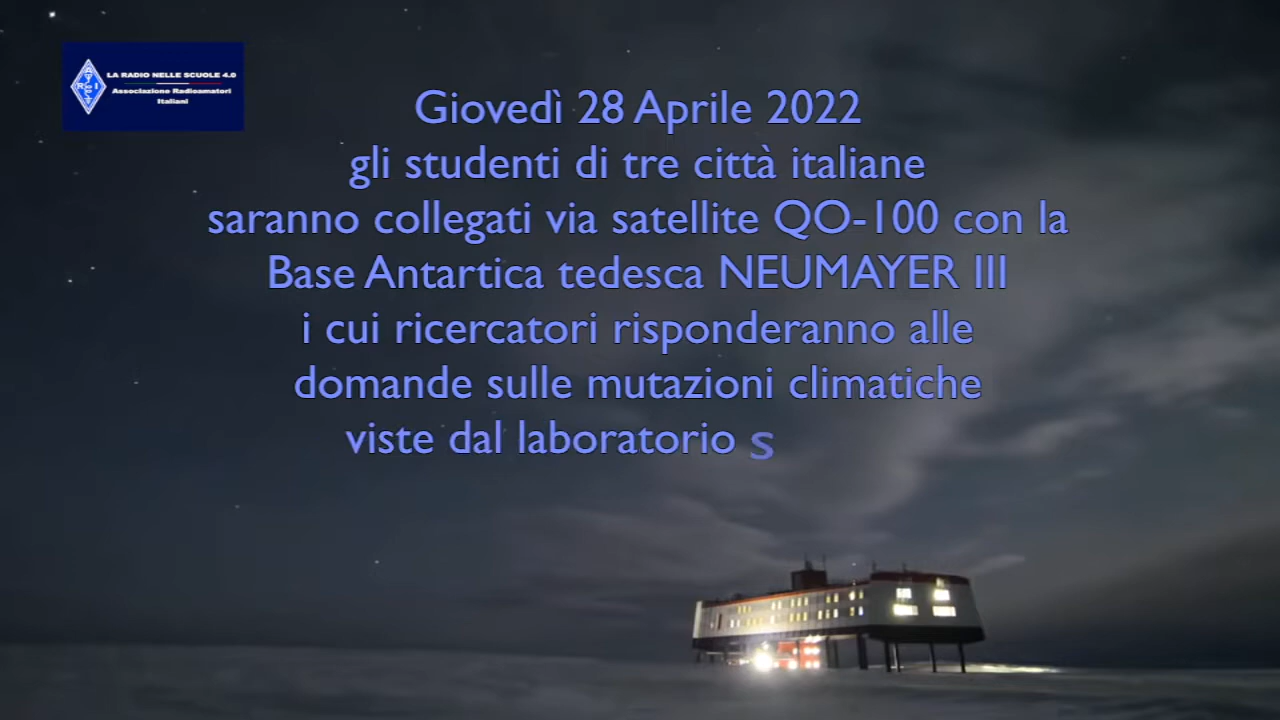 LA RADIO NELLE SCUOLE 4.0
Associazione Radioamatori
Italiani
Giovedì 28 Aprile 2022
gli studenti di tre città italiane
saranno collegati via satellite QO-100 con la
Base Antartica tedesca NEUMAYER III
i cui ricercatori risponderanno alle
domande sulle mutazioni climatiche
viste dal laboratorio s